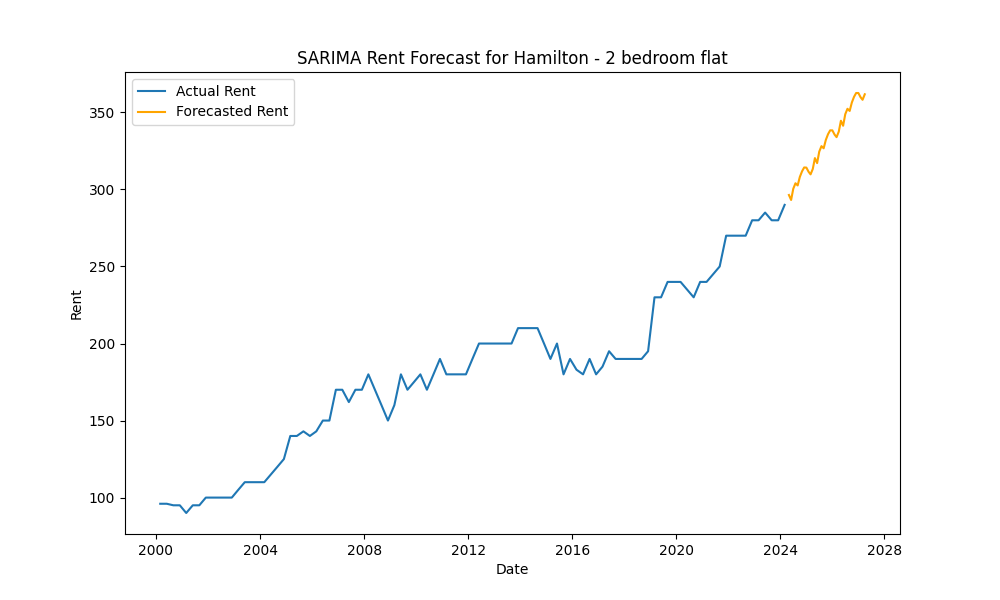 SARIMA Rent Forecast for Hamilton - 2 bedroom flat
Actual Rent
Forecasted Rent
350
300
250
200
150
100
Rent
2000 2004 2008 2012 2016 2020 2024 2028
Date